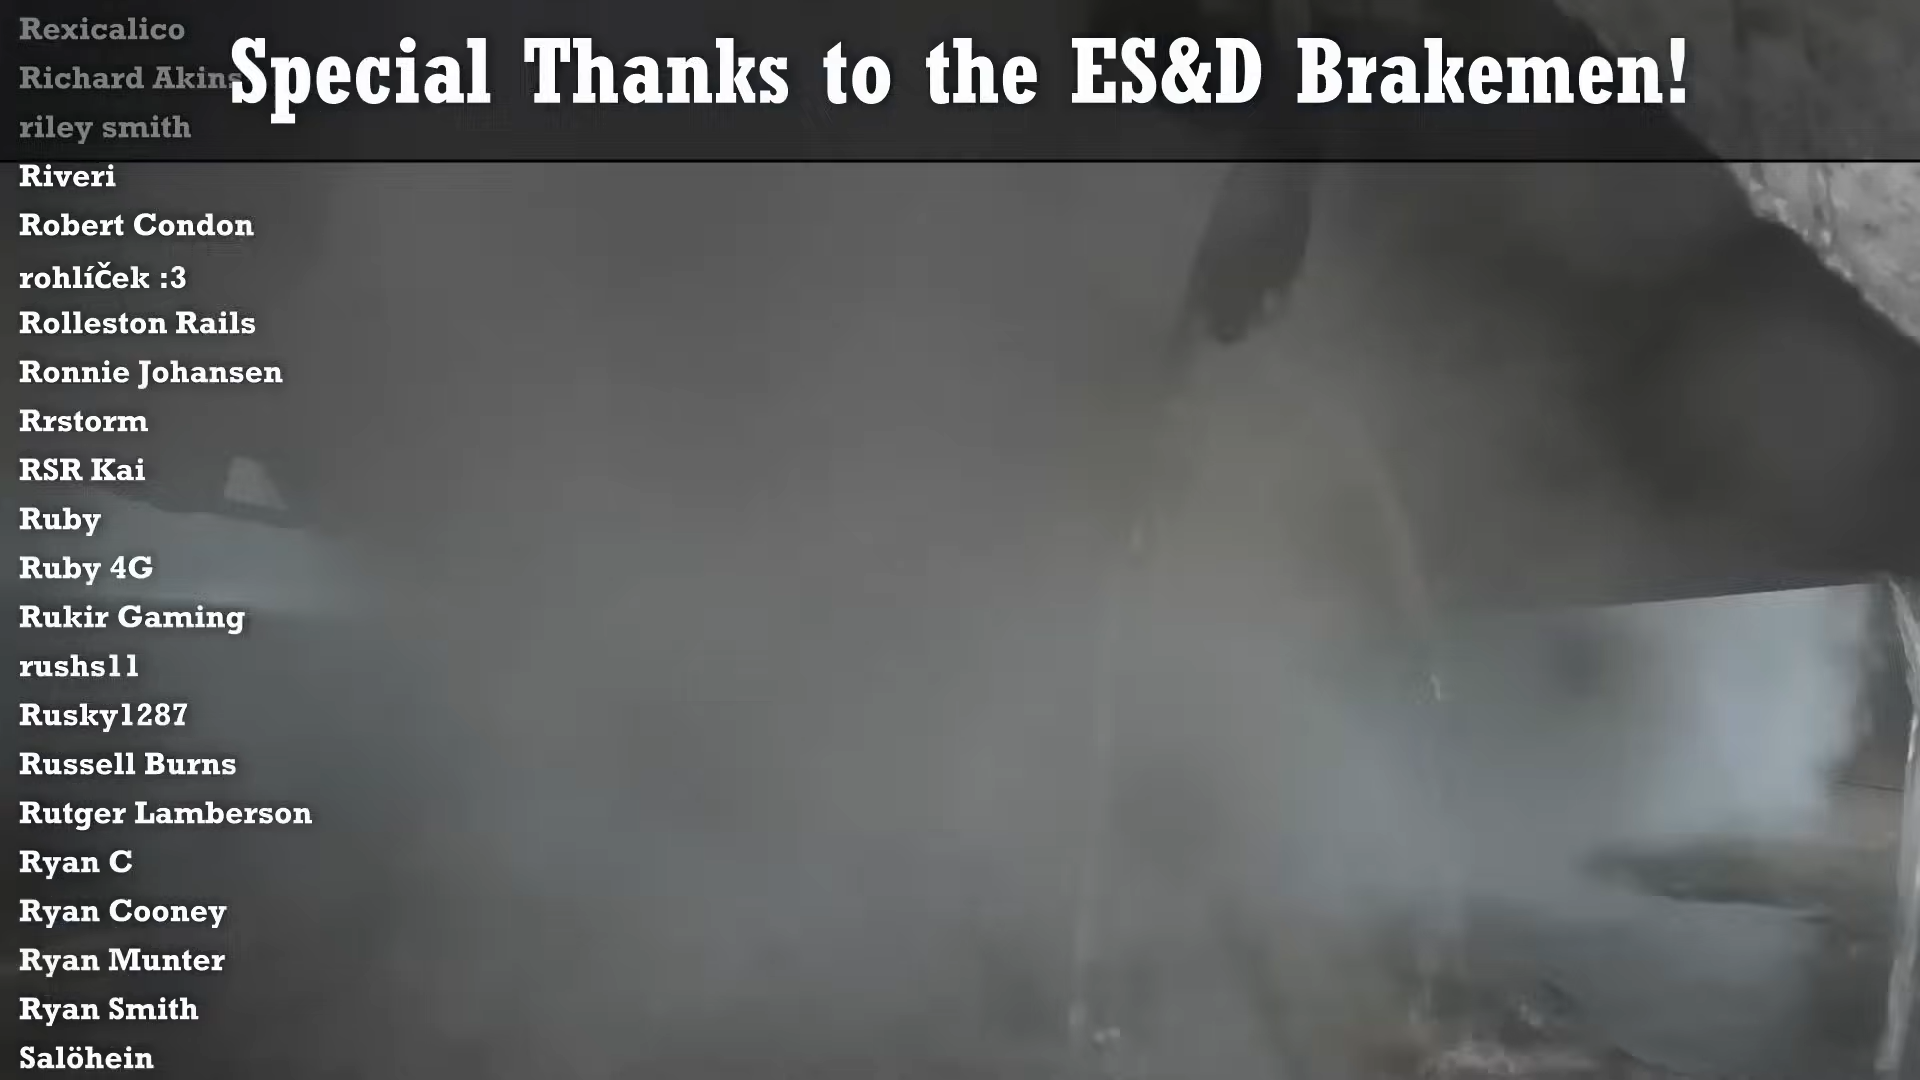 Special Thanks to the ES&D Brakemen!
Rexicalico
Richard Akins
riley smith
Riveri
Robert Condon
rohlíček :3
Rolleston Rails
Ronnie Johansen
Rrstorm
RSR Kai
Ruby
Ruby 4G
Rukir Gaming
rushs11
Rusky1287
Russell Burns
Rutger Lamberson
Ryan C
Ryan Cooney
Ryan Munter
Ryan Smith
Salöhein